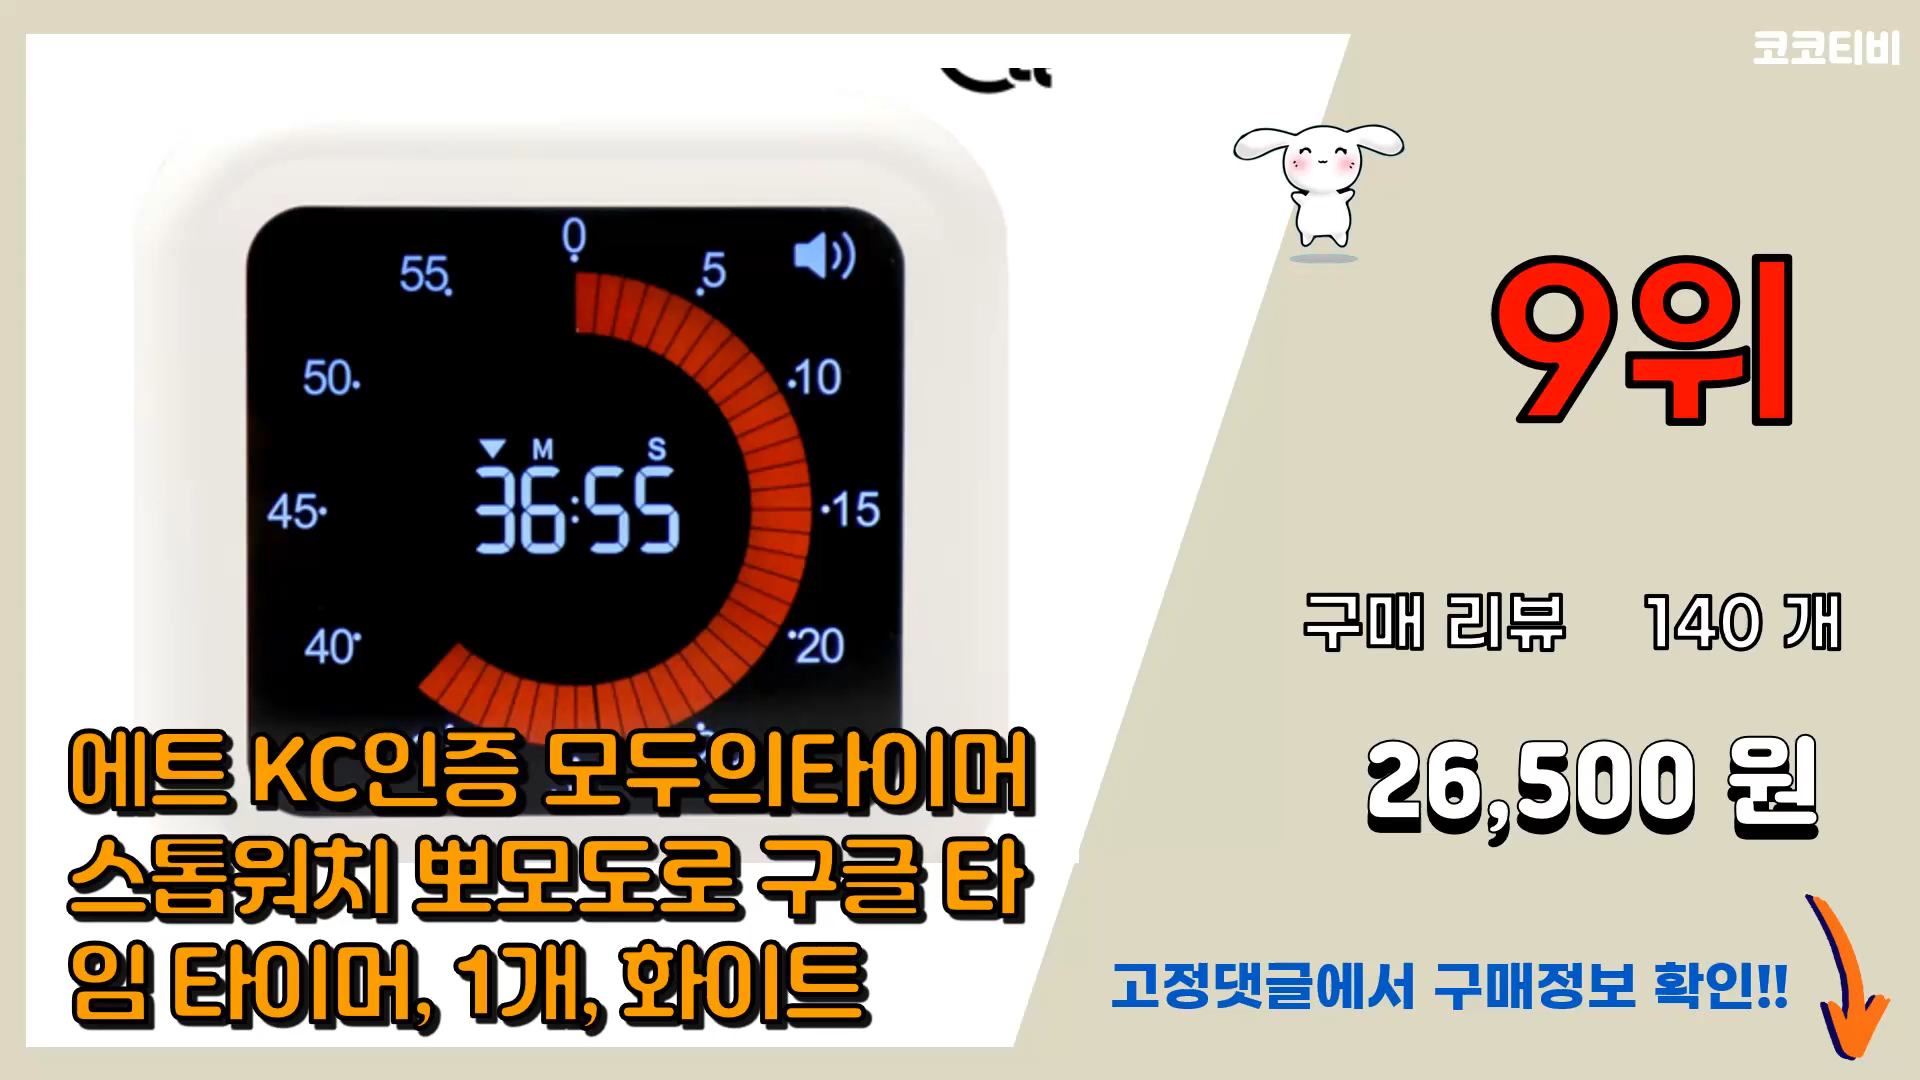 코코티비
0
55
5
50
10
M S
36:55
45
15
40
20
9위
구매 리뷰 140 개
26,500 원
에트 KC인증 모두의타이머
스톱워치 뽀모도로 구글 타
임 타이머, 1개, 화이트
고정댓글에서 구매정보 확인!!